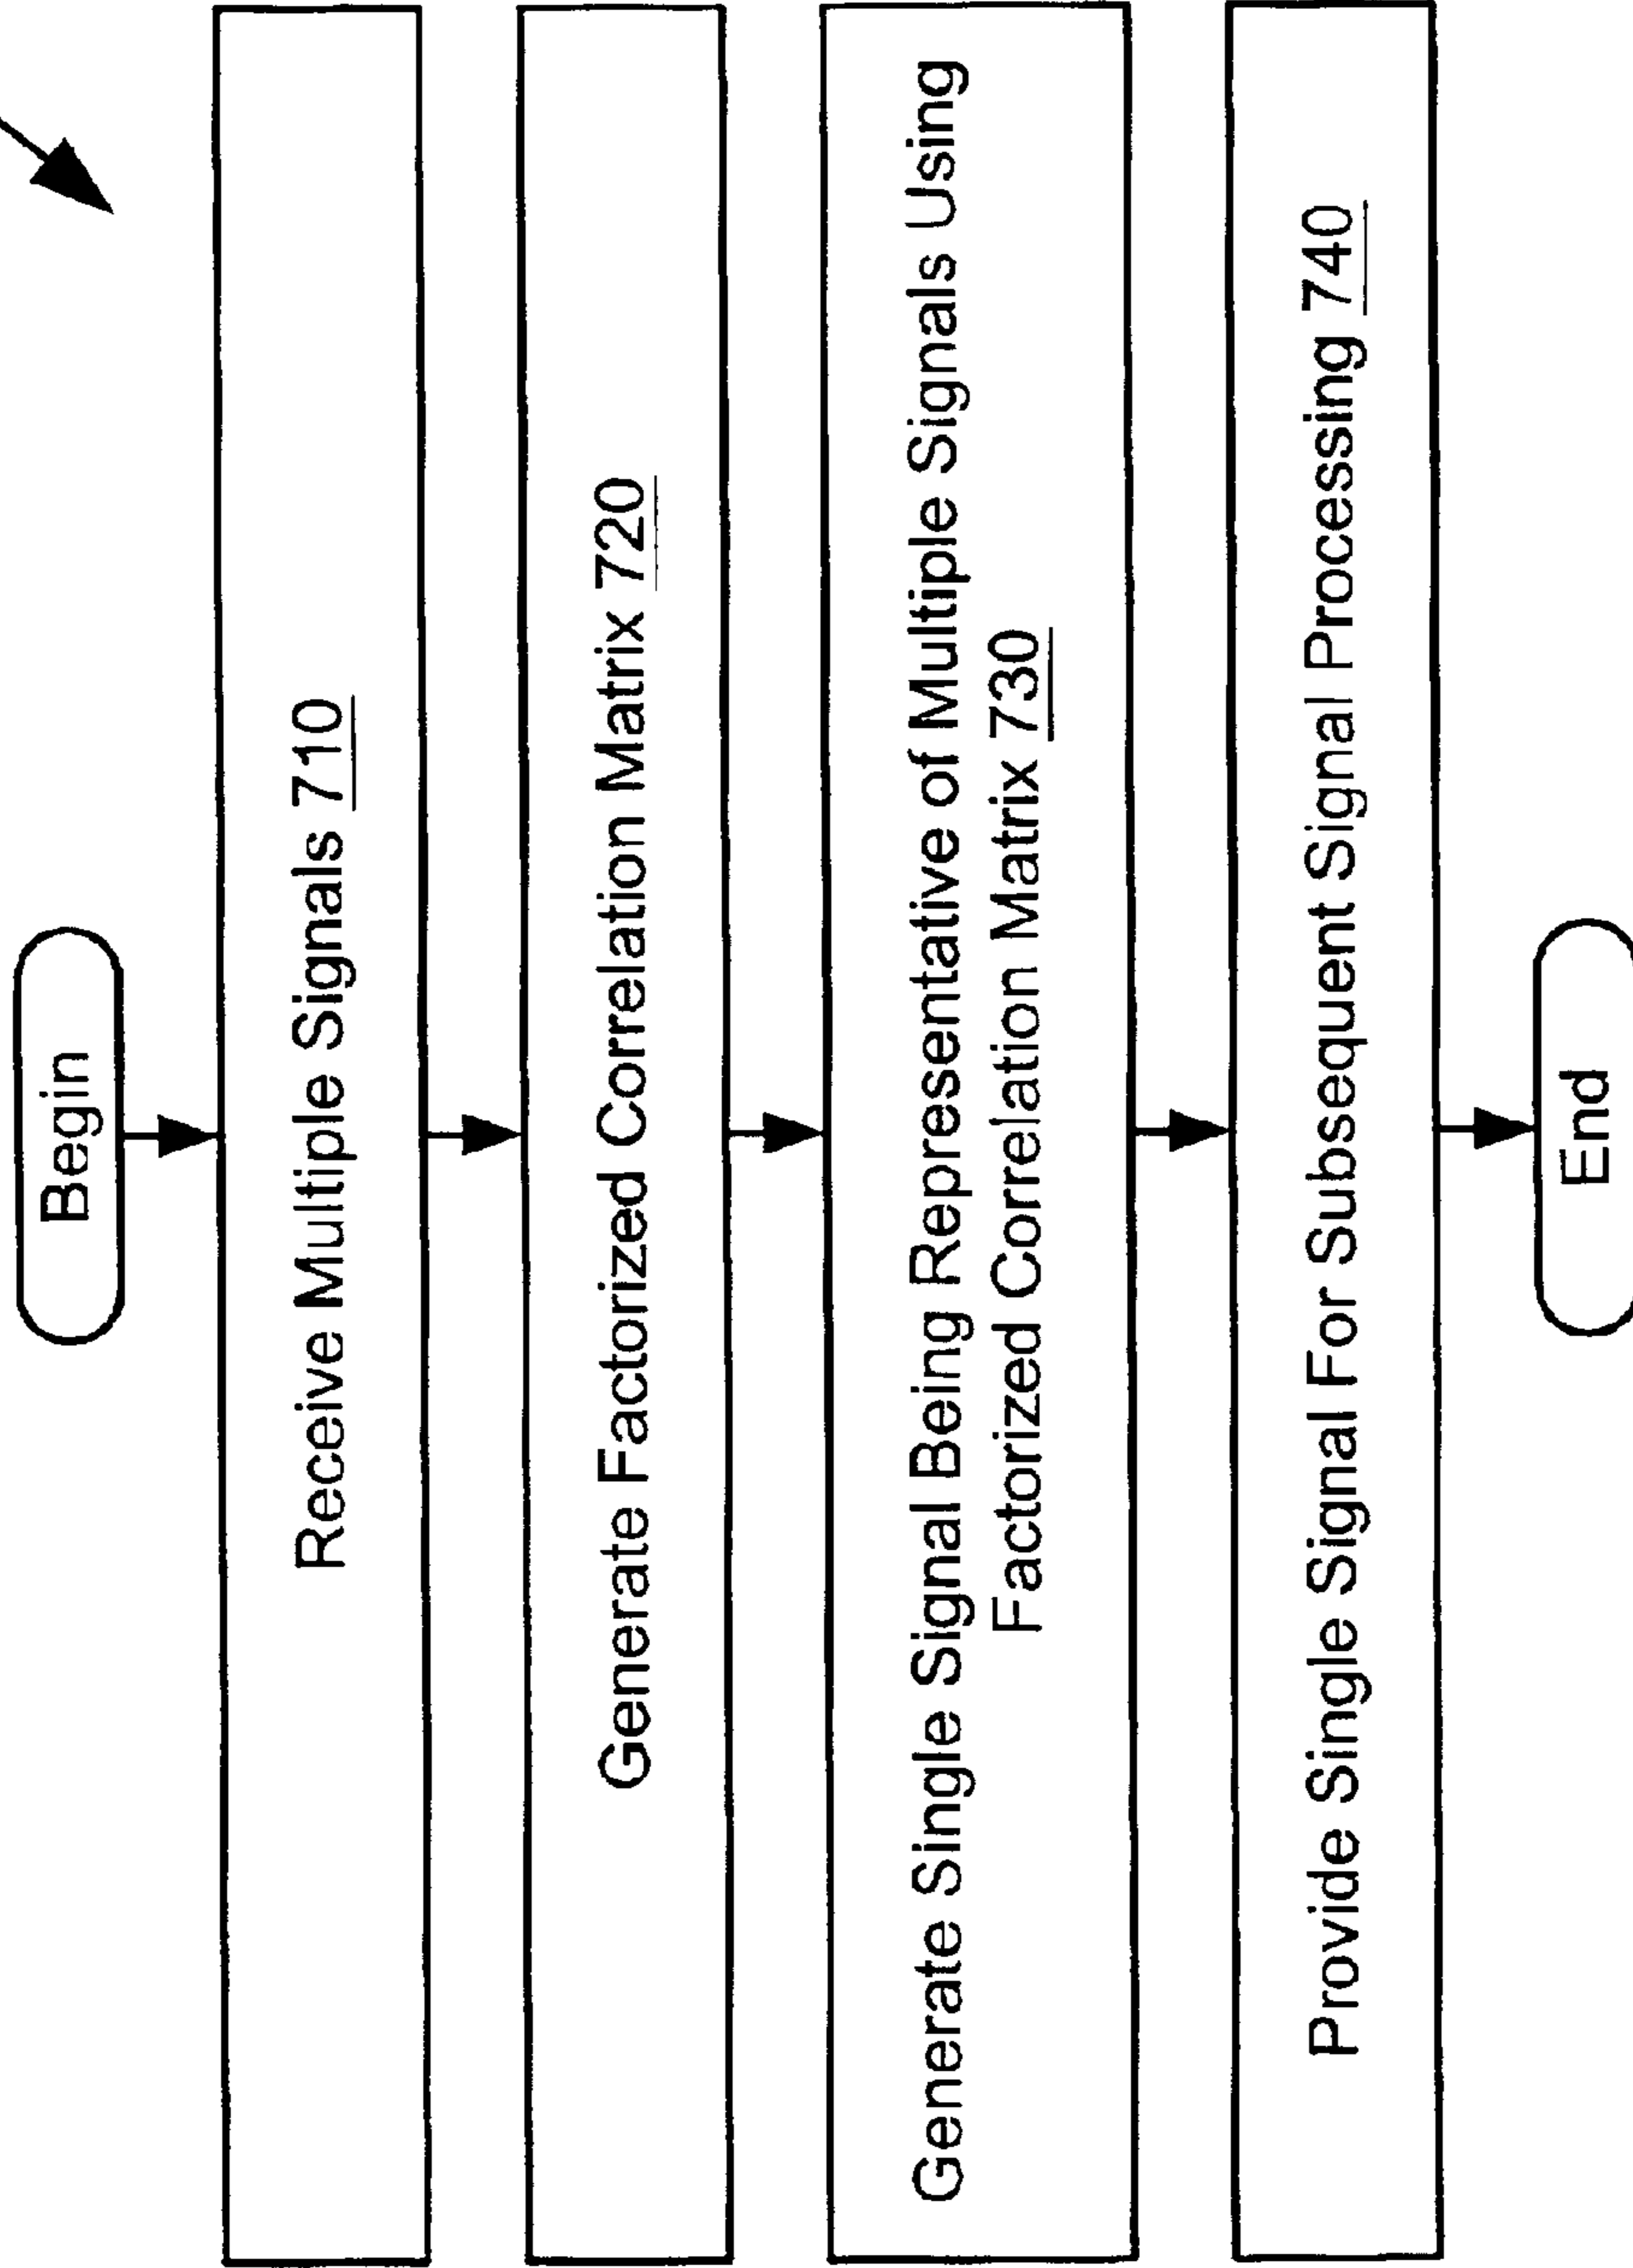 Begin
Receive Multiple Signals 710
Generate Factorized Correlation Matrix 720
Generate Single Signal Being Representative of Multiple Signals Using
Factorized Correlation Matrix 730
Provide Single Signal For Subsequent Signal Processing 740
End